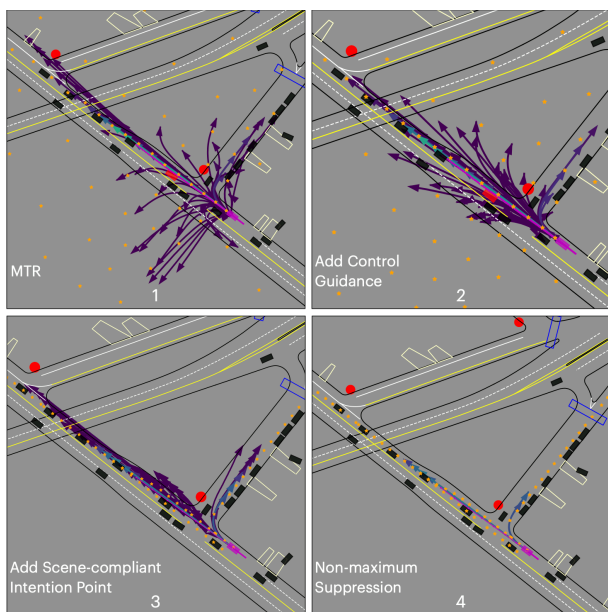 MTR
1
Add Control
Guidance
2
Add Scene-compliant
Intention Point
3
Non-maximum
Suppression
4